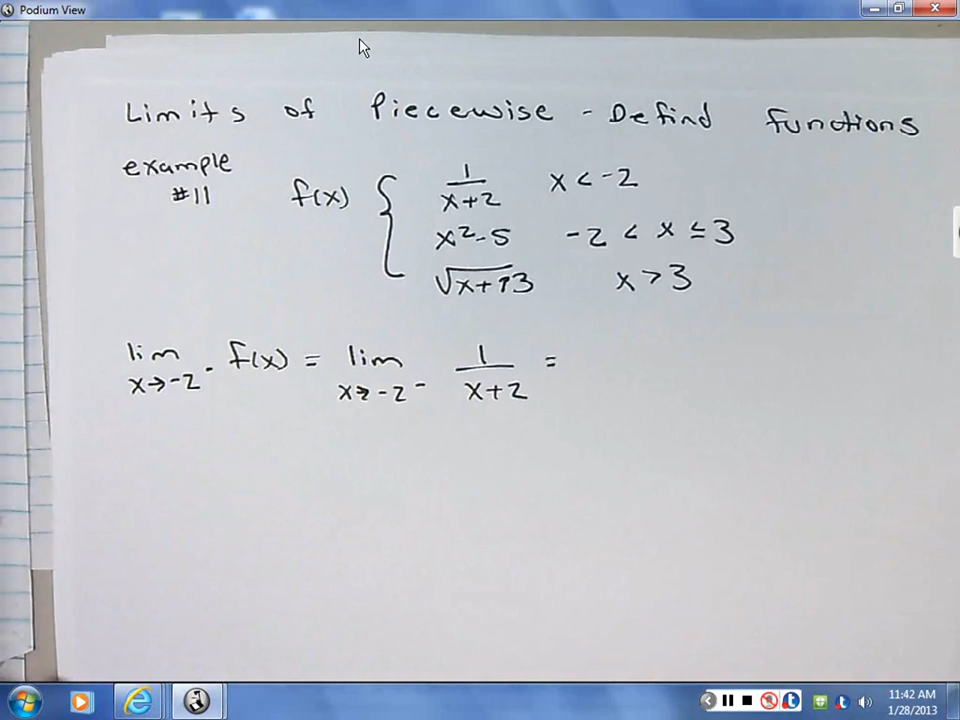 Podium View
Limits of Piecewise - Defind functions
example
#11
f(x) { 1/(x+2) x < -2
x²-5 -2 < x ≤ 3
√(x+13) x > 3
lim x→-2⁻ f(x) = lim x→-2⁻ 1/(x+2) =
11:42 AM
1/28/2013